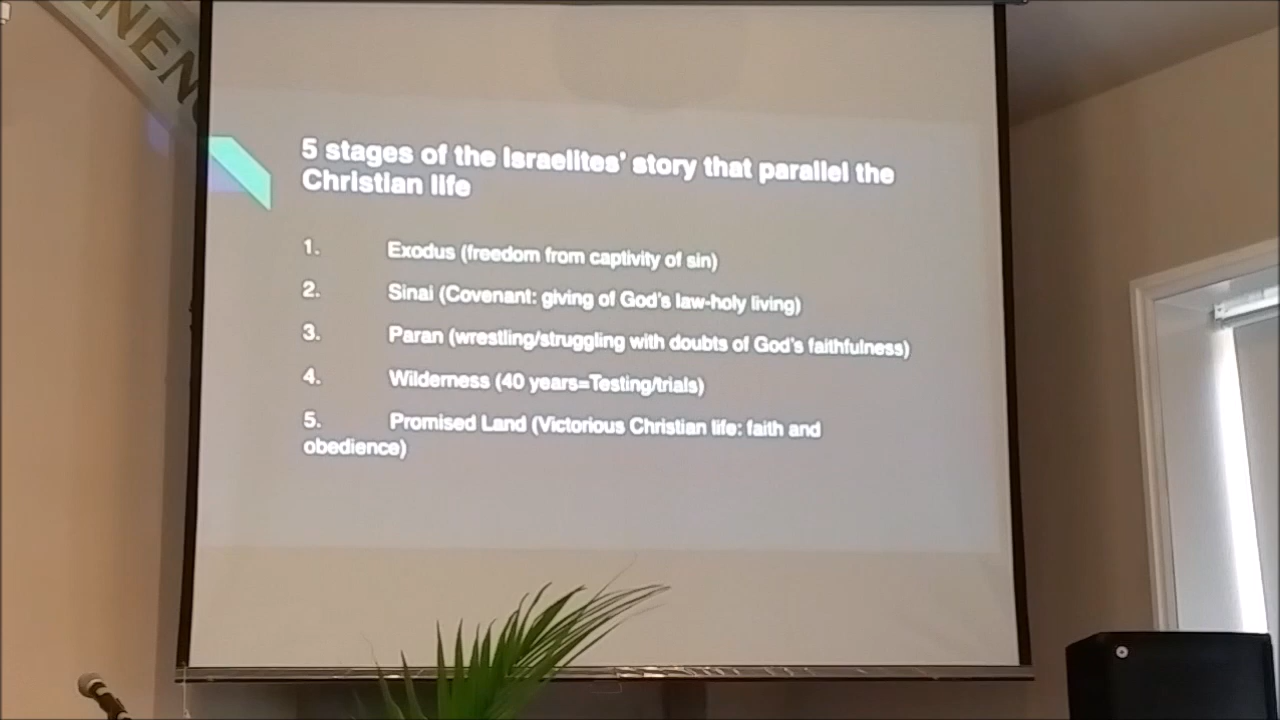 5 stages of the Israelites' story that parallel the
Christian life
1. Exodus (freedom from captivity of sin)
2. Sinai (Covenant: giving of God's law-holy living)
3. Paran (wrestling/struggling with doubts of God's faithfulness)
4. Wilderness (40 years=Testing/trials)
5. Promised Land (Victorious Christian life: faith and
obedience)